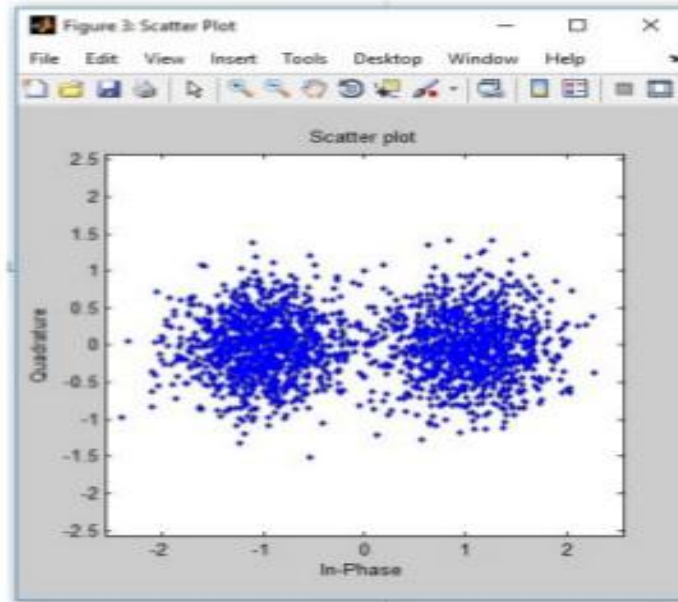 Figure 3: Scatter Plot
File Edit View Insert Tools Desktop Window Help
Scatter plot
2.5
2
1.5
1
0.5
0
-0.5
-1
-1.5
-2
-2.5
Quadrature
-2 -1 0 1 2
In-Phase